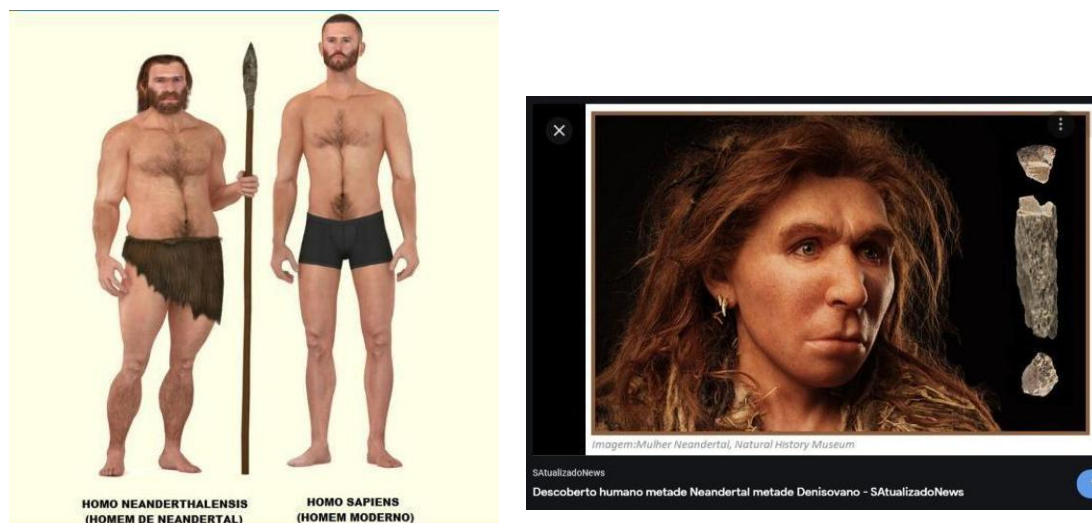 HOMO NEANDERTHALENSIS
(HOMEM DE NEANDERTAL)
HOMO SAPIENS
(HOMEM MODERNO)
Imagem:Mulher Neandertal, Natural History Museum
SAtualizadoNews
Descoberto humano metade Neandertal metade Denisovano - SAtualizadoNews